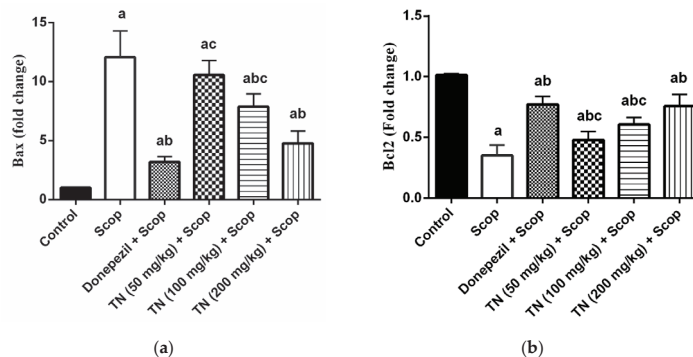 Bax (fold change)
15
10
5
0
a
ab
ac
abc
ab
Control
Scop
Donepezil + Scop
TN (50 mg/kg) + Scop
TN (100 mg/kg) + Scop
TN (200 mg/kg) + Scop
(a)
Bcl2 (Fold change)
1.5
1.0
0.5
0.0
a
ab
abc
abc
ab
Control
Scop
Donepezil + Scop
TN (50 mg/kg) + Scop
TN (100 mg/kg) + Scop
TN (200 mg/kg) + Scop
(b)